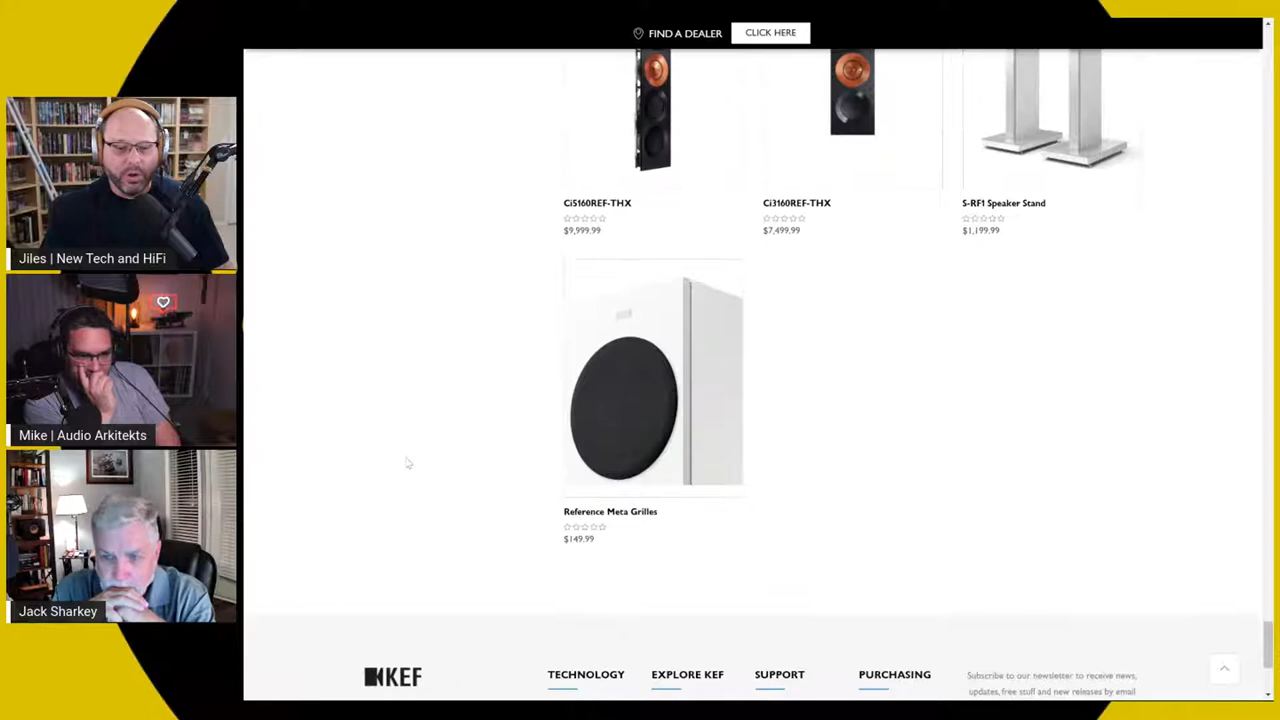 FIND A DEALER
CLICK HERE
Jiles | New Tech and HiFi
Mike | Audio Arkitekts
Jack Sharkey
Ci5160REF-THX
$9,999.99
Ci3160REF-THX
$7,499.99
S-RF1 Speaker Stand
$1,199.99
Reference Meta Grilles
$149.99
KEF
TECHNOLOGY
EXPLORE KEF
SUPPORT
PURCHASING
Subscribe to our newsletter to receive news,
updates, free stuff and new releases by email